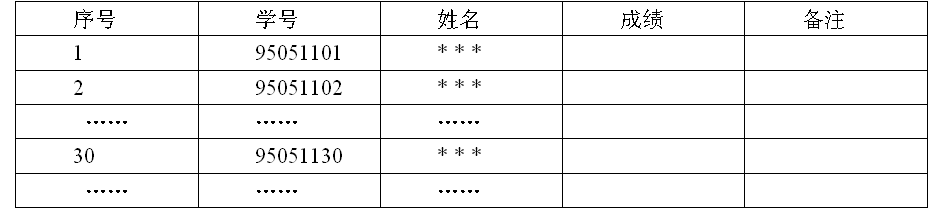 序号 学号 姓名 成绩 备注
1 95051101 ***
2 95051102 ***
…… …… ……
30 95051130 ***
…… …… ……